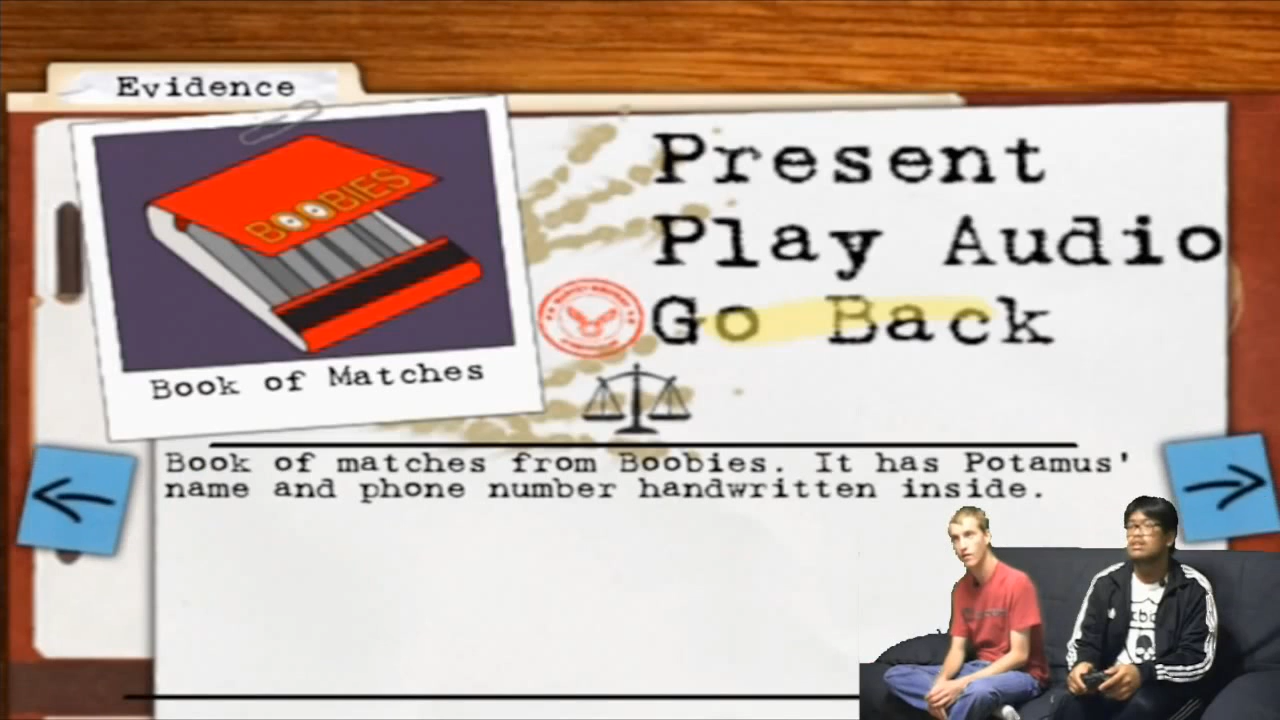 Evidence
BOOBIES
Book of Matches
Present
Play Audio
Go Back
Book of matches from Boobies. It has Potamus'
name and phone number handwritten inside.